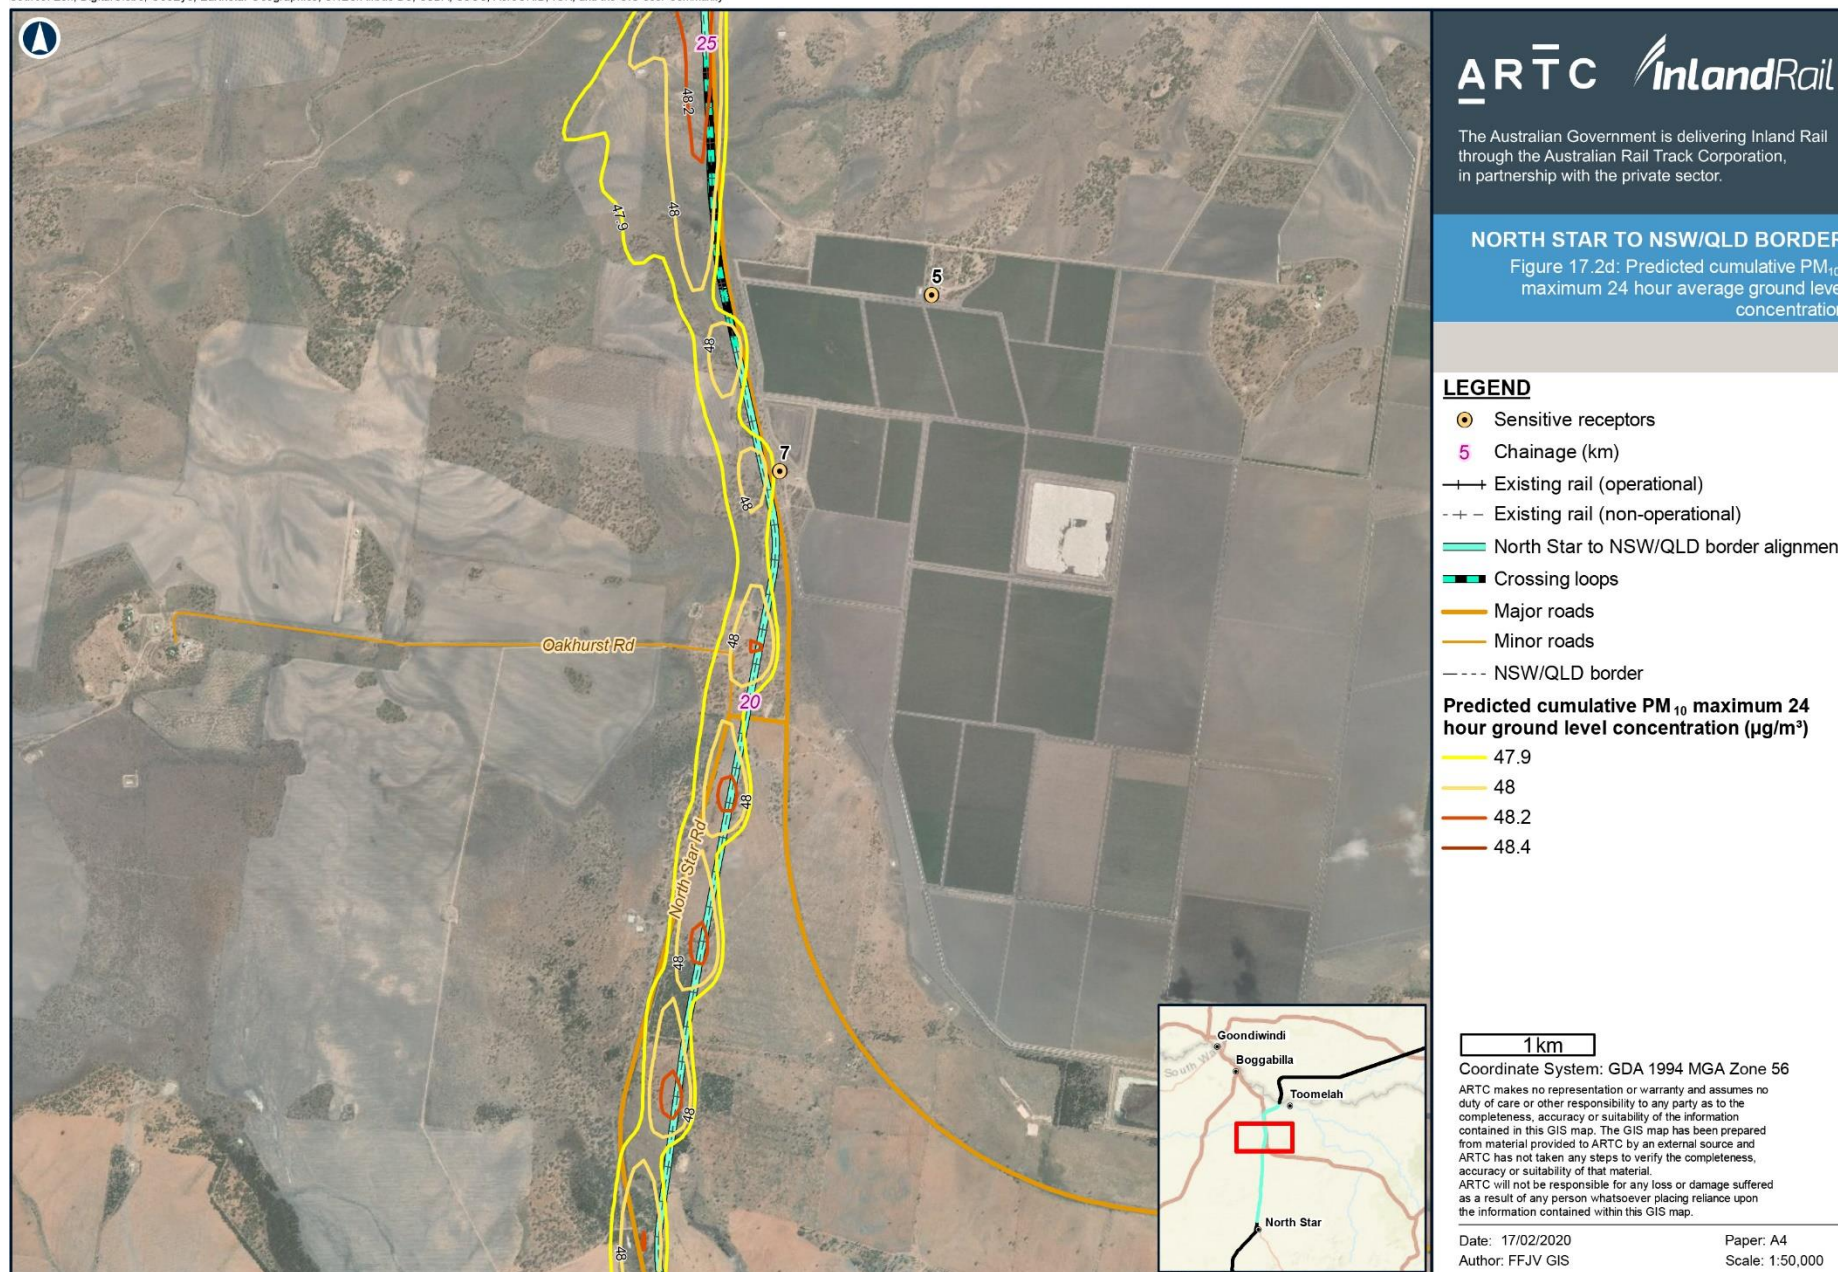 25
48.2
48
47.9
5
48
7
48
Oakhurst Rd
48
20
48
North Star Rd
48
48
48
ARTC InlandRail
The Australian Government is delivering Inland Rail
through the Australian Rail Track Corporation,
in partnership with the private sector.
NORTH STAR TO NSW/QLD BORDER
Figure 17.2d: Predicted cumulative PM₁₀
maximum 24 hour average ground leve
concentration
LEGEND
Sensitive receptors
5 Chainage (km)
Existing rail (operational)
Existing rail (non-operational)
North Star to NSW/QLD border alignmen
Crossing loops
Major roads
Minor roads
NSW/QLD border
Predicted cumulative PM₁₀ maximum 24
hour ground level concentration (µg/m³)
47.9
48
48.2
48.4
Goondiwindi
Boggabilla
South Wa
Toomelah
North Star
1km
Coordinate System: GDA 1994 MGA Zone 56
ARTC makes no representation or warranty and assumes no
duty of care or other responsibility to any party as to the
completeness, accuracy or suitability of the information
contained in this GIS map. The GIS map has been prepared
from material provided to ARTC by an external source and
ARTC has not taken any steps to verify the completeness,
accuracy or suitability of that material.
ARTC will not be responsible for any loss or damage suffered
as a result of any person whatsoever placing reliance upon
the information contained within this GIS map.
Date: 17/02/2020 Paper: A4
Author: FFJV GIS Scale: 1:50,000